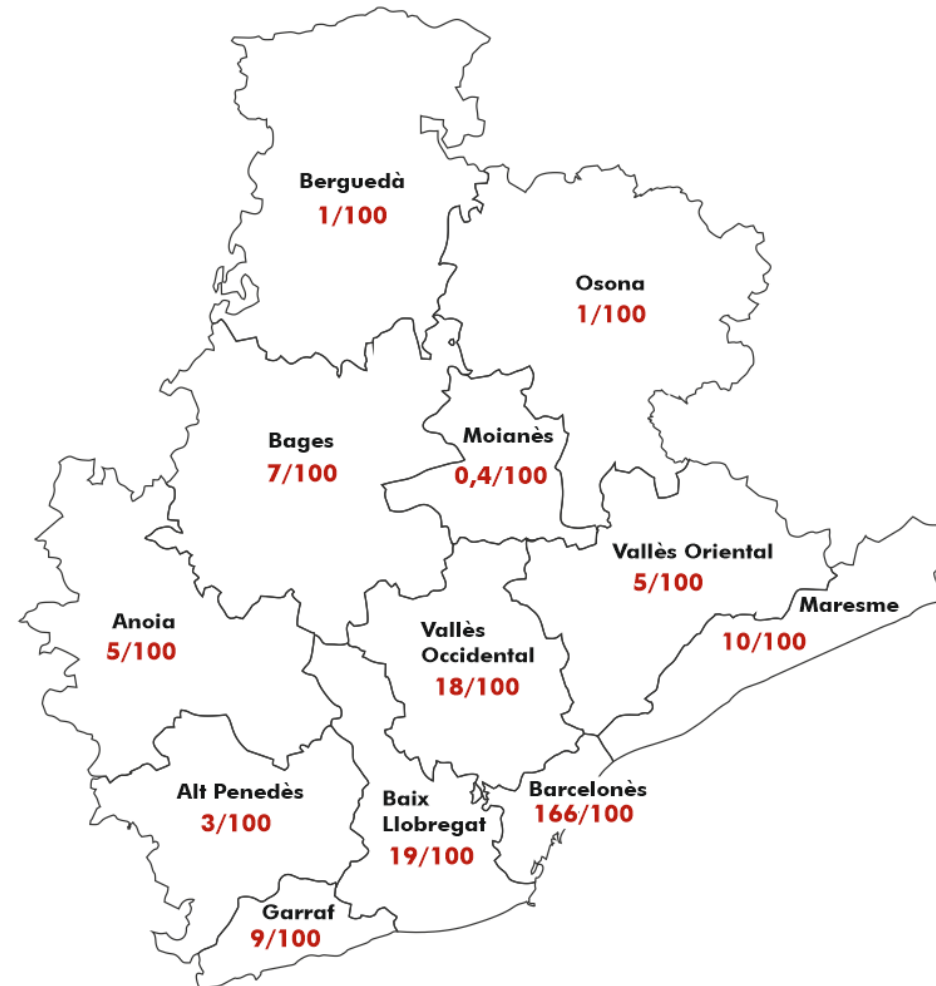 Berguedà
1/100
Osona
1/100
Bages
7/100
Moianès
0,4/100
Vallès Oriental
5/100
Maresme
10/100
Anoia
5/100
Vallès
Occidental
18/100
Alt Penedès
3/100
Baix
Llobregat
19/100
Barcelonès
166/100
Garraf
9/100